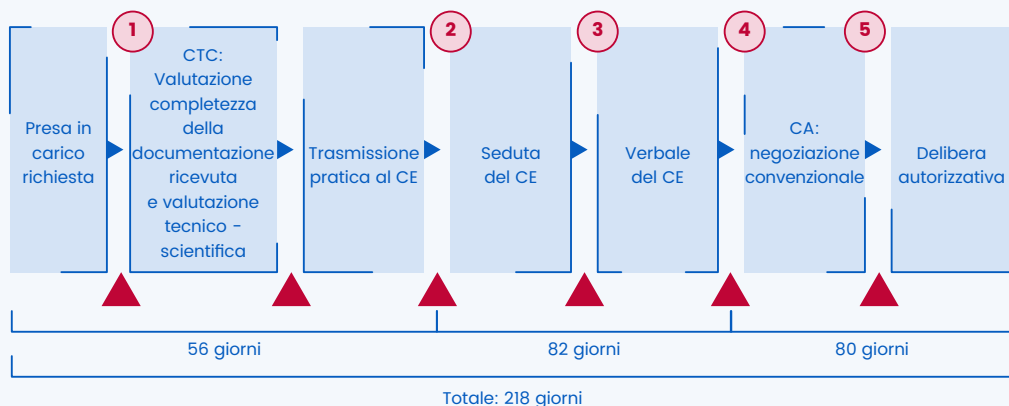 1
2
3
4
5
Presa in
carico
richiesta
CTC:
Valutazione
completezza
della
documentazione
ricevuta
e valutazione
tecnico -
scientifica
Trasmissione
pratica al CE
Seduta
del CE
Verbale
del CE
CA:
negoziazione
convenzionale
Delibera
autorizzativa
56 giorni
82 giorni
80 giorni
Totale: 218 giorni